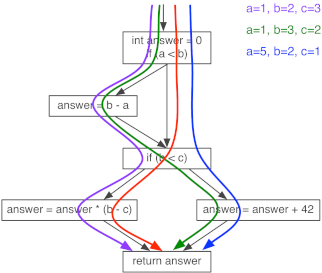 a=1, b=2, c=3
a=1, b=3, c=2
a=5, b=2, c=1
int answer = 0
if (a < b)
answer = b - a
if (b < c)
answer = answer * (b - c)
answer = answer + 42
return answer